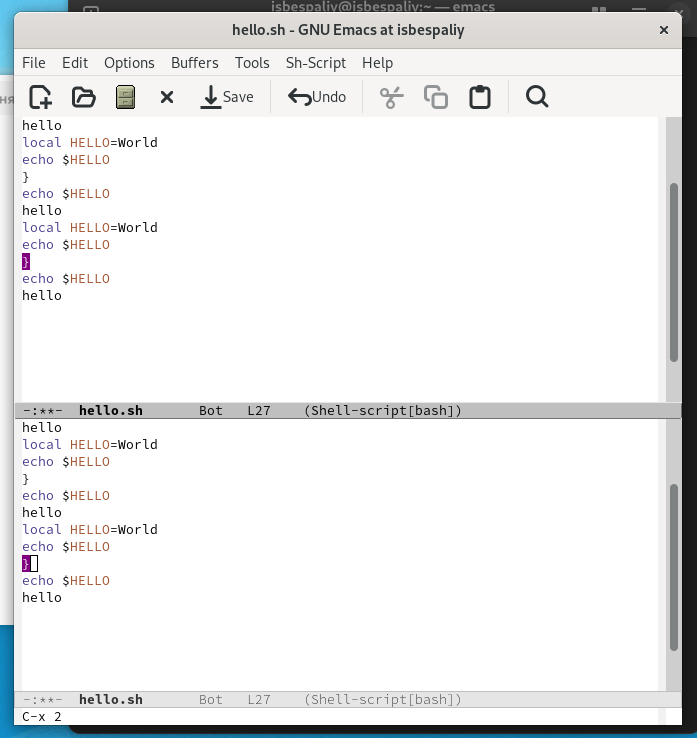 isbespaliy@isbespaliy:~ — emacs
hello.sh - GNU Emacs at isbespaliy
File Edit Options Buffers Tools Sh-Script Help
Save Undo
hello
local HELLO=World
echo $HELLO
}
echo $HELLO
hello
local HELLO=World
echo $HELLO
}
echo $HELLO
hello
-:**- hello.sh Bot L27 (Shell-script[bash])
hello
local HELLO=World
echo $HELLO
}
echo $HELLO
hello
local HELLO=World
echo $HELLO
}
echo $HELLO
hello
-:**- hello.sh Bot L27 (Shell-script[bash])
C-x 2